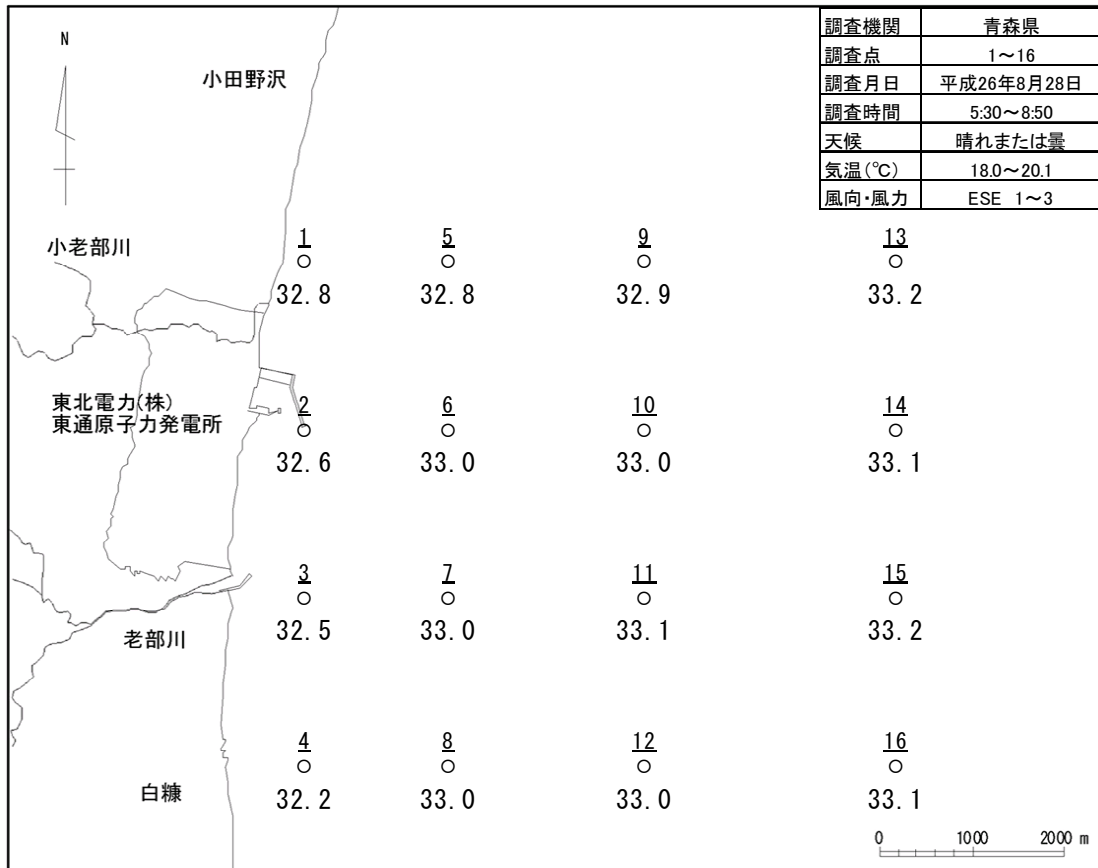 調査機関 青森県
調査点 1～16
調査月日 平成26年8月28日
調査時間 5:30～8:50
天候 晴れまたは曇
気温(℃) 18.0～20.1
風向・風力 ESE 1～3
N
小田野沢
小老部川
1 5 9 13
32.8 32.8 32.9 33.2
東北電力(株)
東通原子力発電所
2 6 10 14
32.6 33.0 33.0 33.1
3 7 11 15
32.5 33.0 33.1 33.2
老部川
4 8 12 16
白糠
32.2 33.0 33.0 33.1
0 1000 2000 m